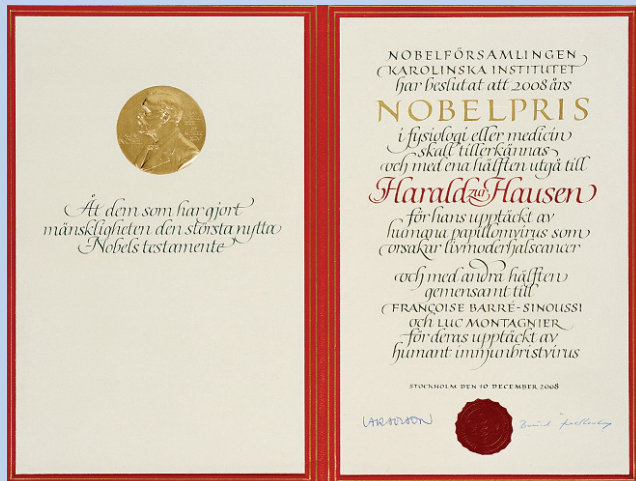 Åt dem som har gjort
mänskligheten den största nytta
Nobels testamente
NOBELFÖRSAMLINGEN
KAROLINSKA INSTITUTET
har beslutat att 2008 års
NOBELPRIS
i fysiologi eller medicin
skall tillerkännas
och med ena hälften utgå till
Harald zur Hausen
för hans upptäckt av
humana papillomvirus som
orsakar livmoderhalscancer
och med andra hälften
gemensamt till
FRANÇOISE BARRÉ-SINOUSSI
och LUC MONTAGNIER
för deras upptäckt av
humant immunbristvirus
STOCKHOLM DEN 10 DECEMBER 2008